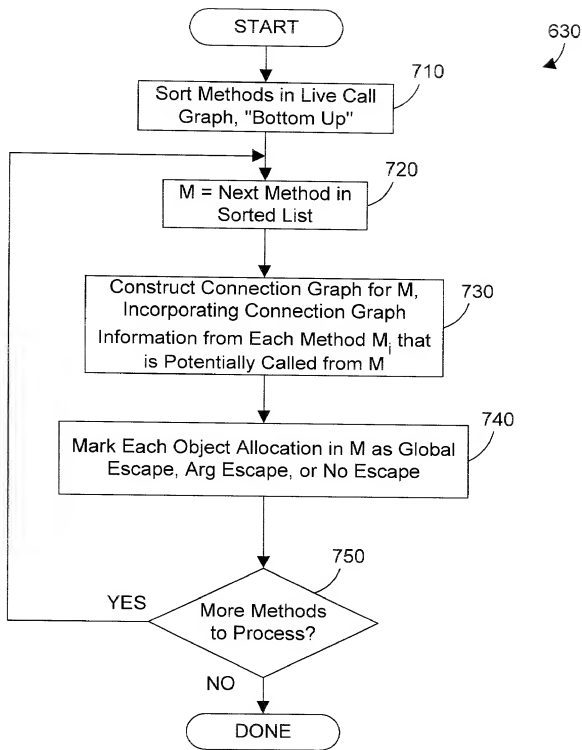 START
630
710
Sort Methods in Live Call
Graph, "Bottom Up"
720
M = Next Method in
Sorted List
730
Construct Connection Graph for M,
Incorporating Connection Graph
Information from Each Method Mi that
is Potentially Called from M
740
Mark Each Object Allocation in M as Global
Escape, Arg Escape, or No Escape
750
YES
More Methods
to Process?
NO
DONE